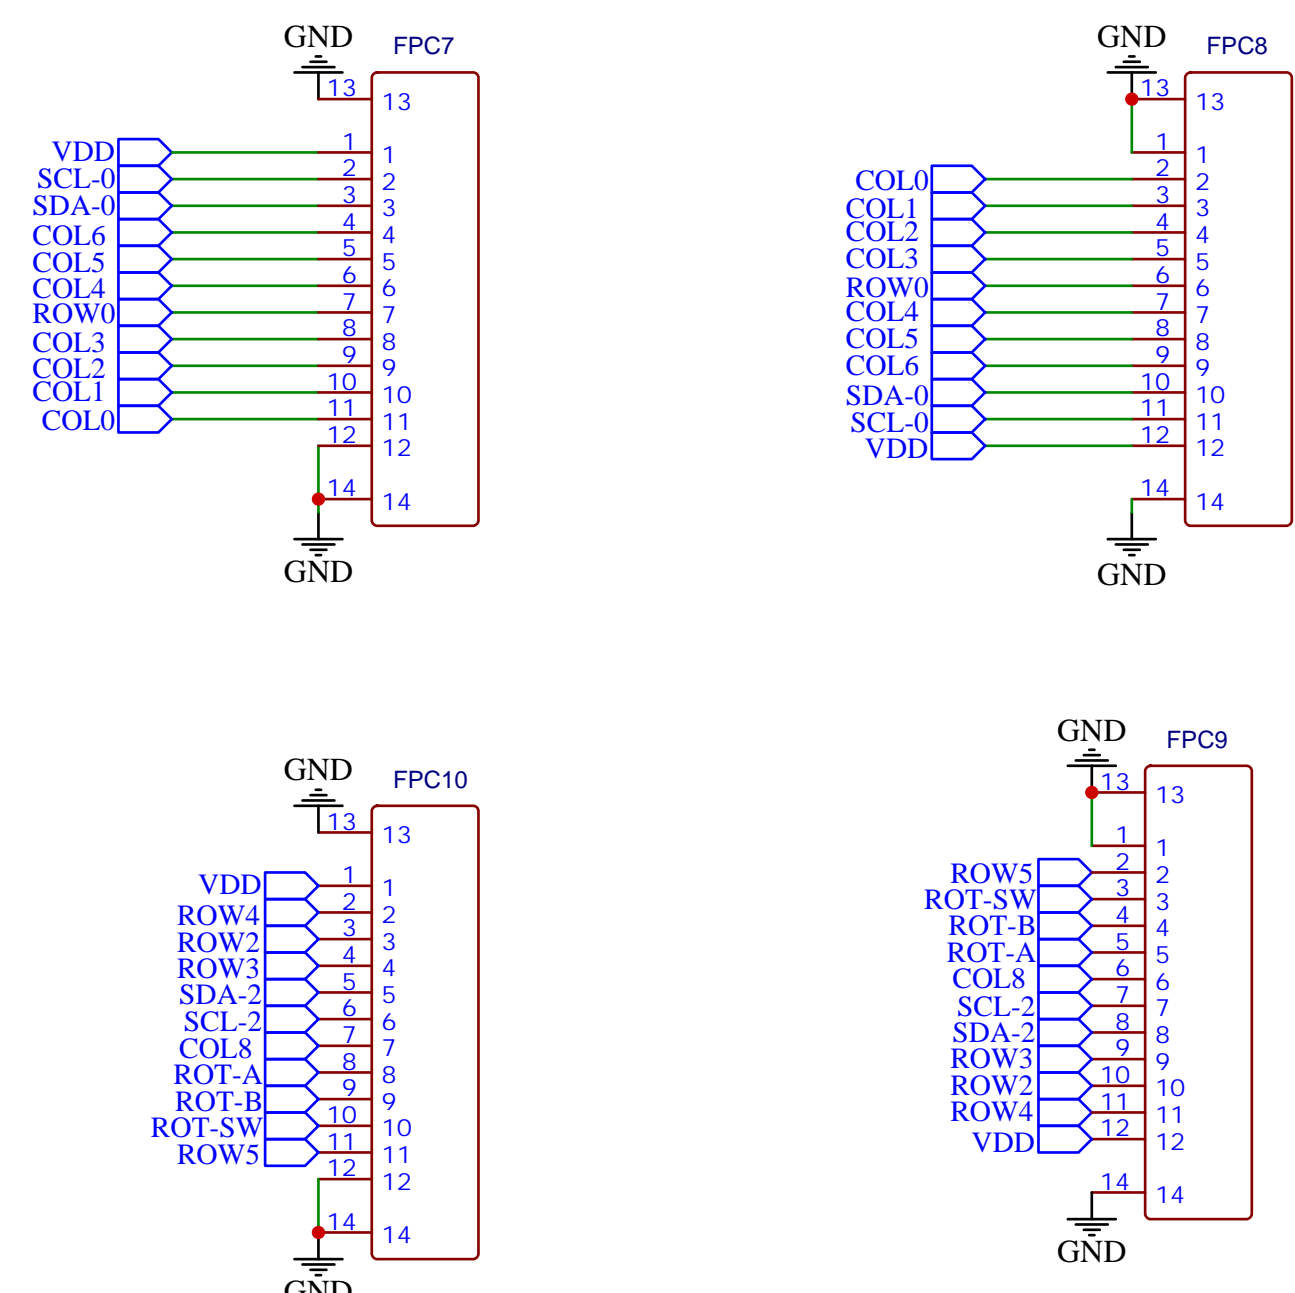 GND
FPC7
13 13
VDD 1 1
SCL-0 2 2
SDA-0 3 3
COL6 4 4
COL5 5 5
COL4 6 6
ROW0 7 7
COL3 8 8
COL2 9 9
COL1 10 10
COL0 11 11
12 12
14 14
GND
GND
FPC8
13 13
1 1
COL0 2 2
COL1 3 3
COL2 4 4
COL3 5 5
ROW0 6 6
COL4 7 7
COL5 8 8
COL6 9 9
SDA-0 10 10
SCL-0 11 11
VDD 12 12
14 14
GND
GND
FPC10
13 13
VDD 1 1
ROW4 2 2
ROW2 3 3
ROW3 4 4
SDA-2 5 5
SCL-2 6 6
COL8 7 7
ROT-A 8 8
ROT-B 9 9
ROT-SW 10 10
ROW5 11 11
12 12
14 14
GND
GND
FPC9
13 13
1 1
ROW5 2 2
ROT-SW 3 3
ROT-B 4 4
ROT-A 5 5
COL8 6 6
SCL-2 7 7
SDA-2 8 8
ROW3 9 9
ROW2 10 10
ROW4 11 11
VDD 12 12
14 14
GND